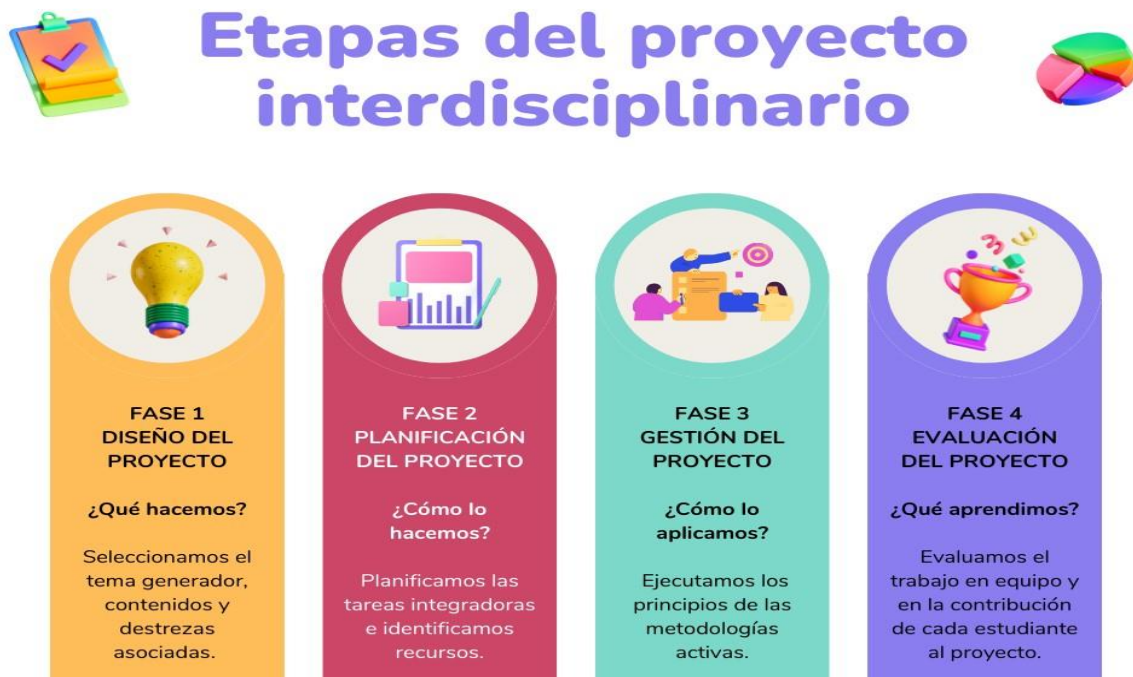 Etapas del proyecto
interdisciplinario
FASE 1
DISEÑO DEL
PROYECTO
¿Qué hacemos?
Seleccionamos el
tema generador,
contenidos y
destrezas
asociadas.
FASE 2
PLANIFICACIÓN
DEL PROYECTO
¿Cómo lo
hacemos?
Planificamos las
tareas integradoras
e identificamos
recursos.
FASE 3
GESTIÓN DEL
PROYECTO
¿Cómo lo
aplicamos?
Ejecutamos los
principios de las
metodologías
activas.
FASE 4
EVALUACIÓN
DEL PROYECTO
¿Qué aprendimos?
Evaluamos el
trabajo en equipo y
en la contribución
de cada estudiante
al proyecto.